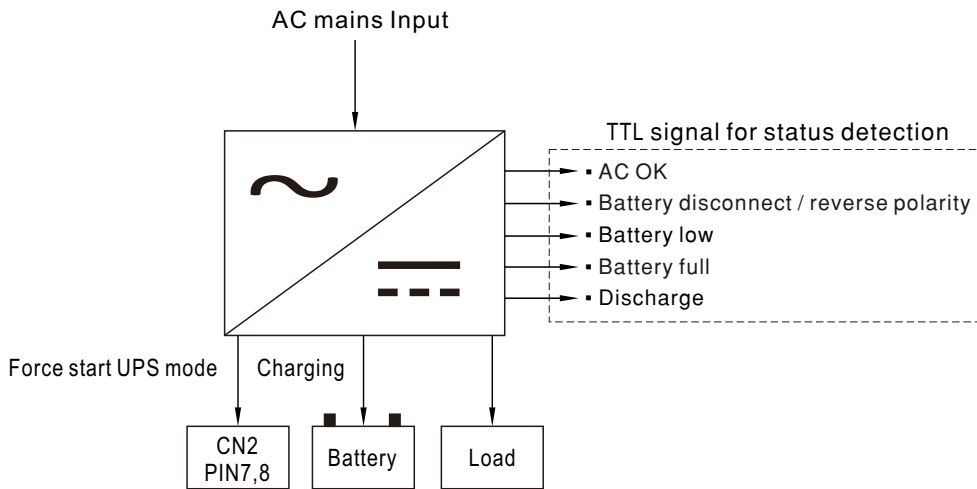 AC mains Input
TTL signal for status detection
▪ AC OK
▪ Battery disconnect / reverse polarity
▪ Battery low
▪ Battery full
▪ Discharge
Force start UPS mode
Charging
CN2
PIN7,8
Battery
Load